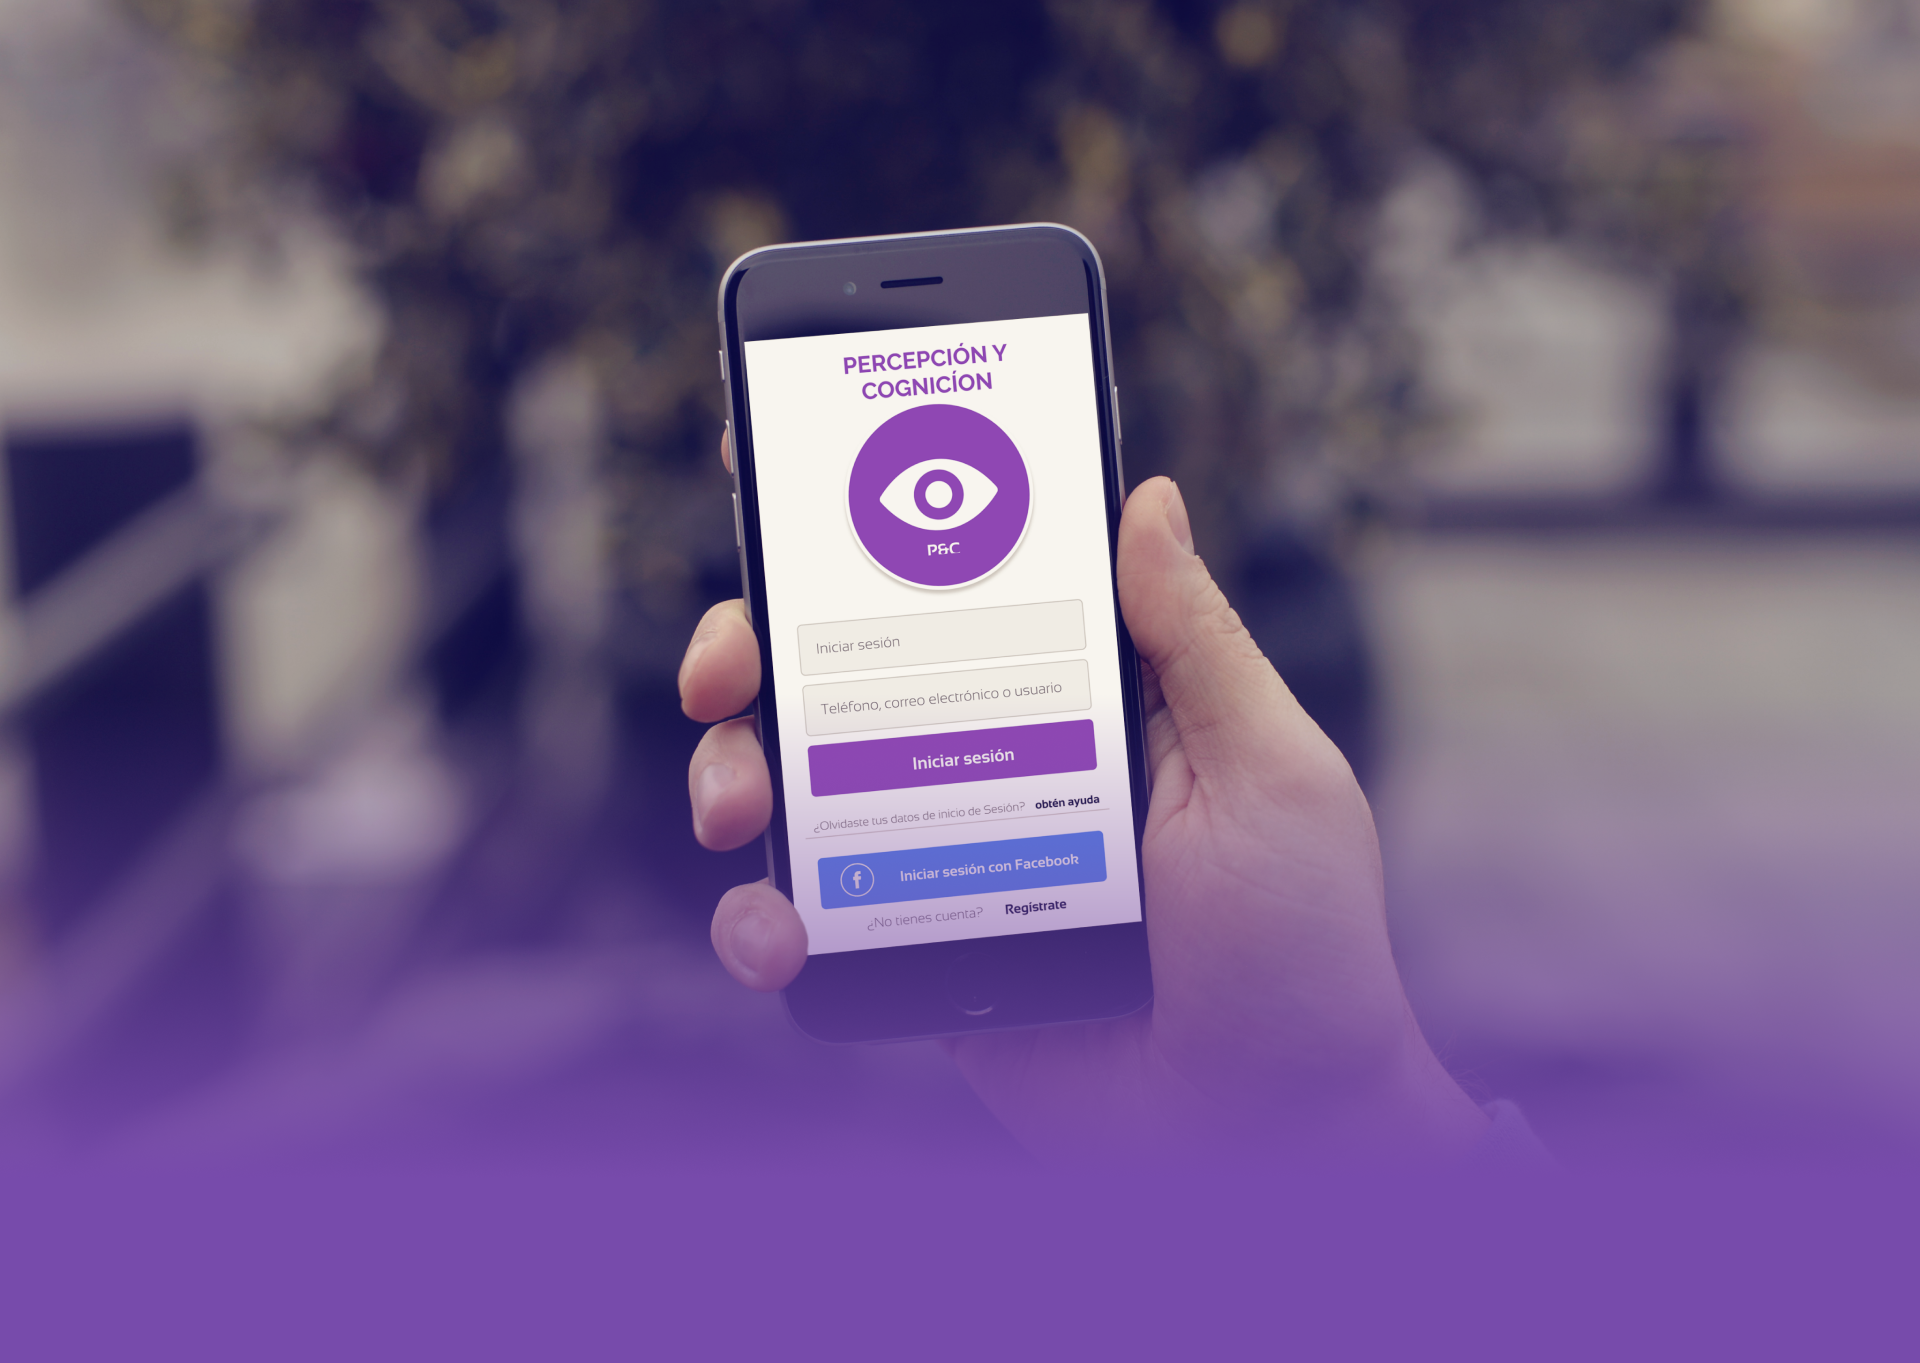 PERCEPCIÓN Y
COGNICÍON
P&C
Iniciar sesión
Teléfono, correo electrónico o usuario
Iniciar sesión
¿Olvidaste tus datos de inicio de Sesión? obtén ayuda
f Iniciar sesión con Facebook
¿No tienes cuenta? Registrate